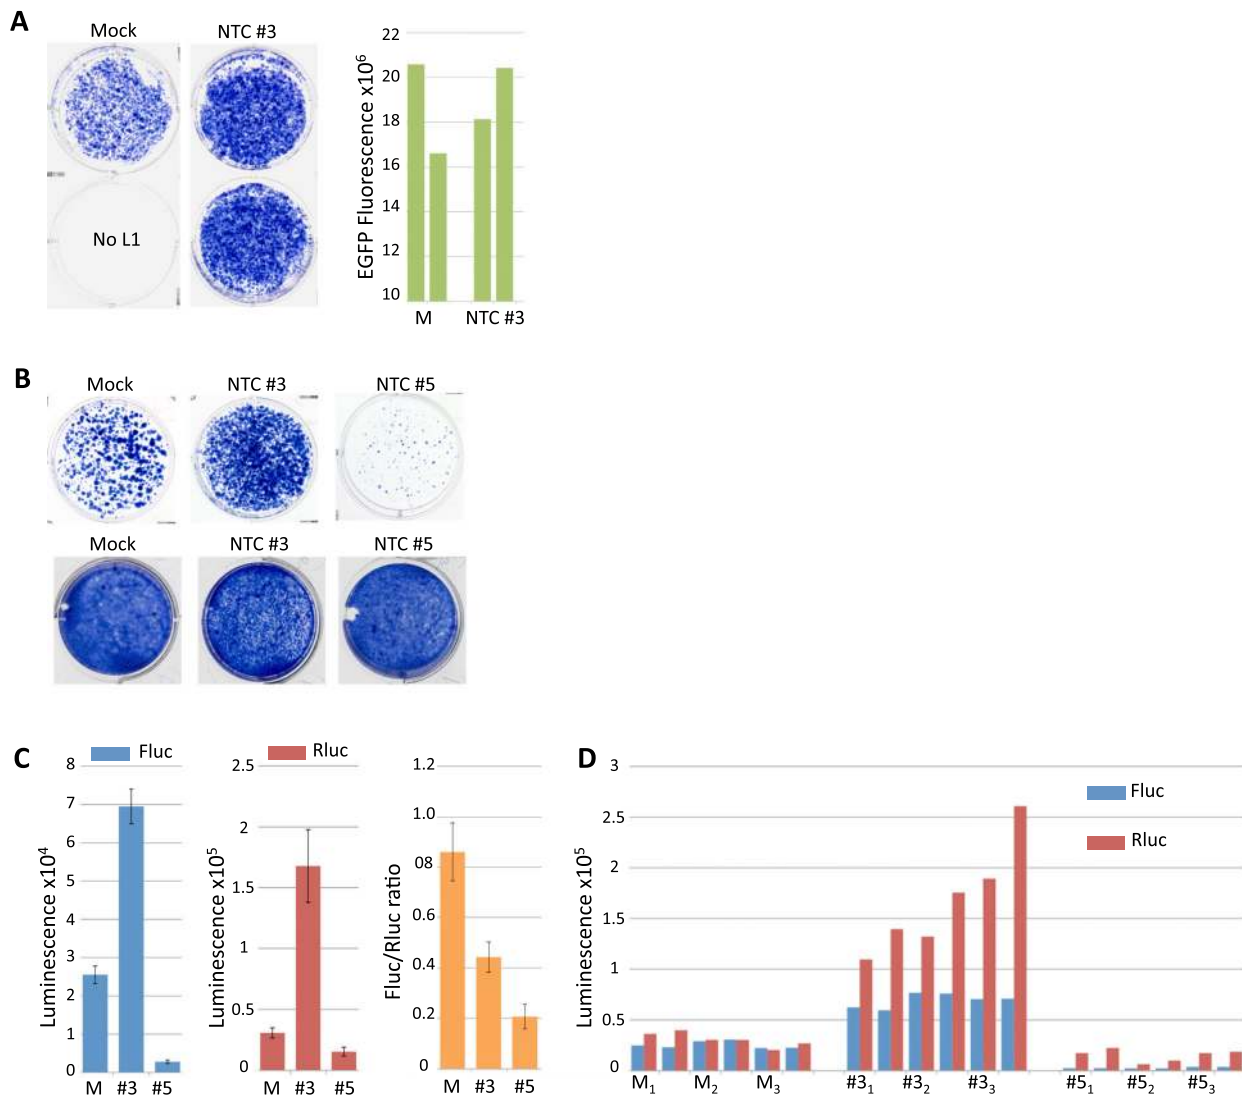 A
Mock
NTC #3
No L1
EGFP Fluorescence x10⁶
22
20
18
16
14
12
10
M
NTC #3
B
Mock
NTC #3
NTC #5
Mock
NTC #3
NTC #5
C
Fluc
Luminescence x10⁴
8
7
6
5
4
3
2
1
0
M #3 #5
Rluc
Luminescence x10⁵
2.5
2
1.5
1
0.5
0
M #3 #5
Fluc/Rluc ratio
1.2
1.0
08
0.6
0.4
0.2
0
M #3 #5
D
Luminescence x10⁵
3
2.5
2
1.5
1
0.5
0
Fluc
Rluc
M₁ M₂ M₃ #3₁ #3₂ #3₃ #5₁ #5₂ #5₃